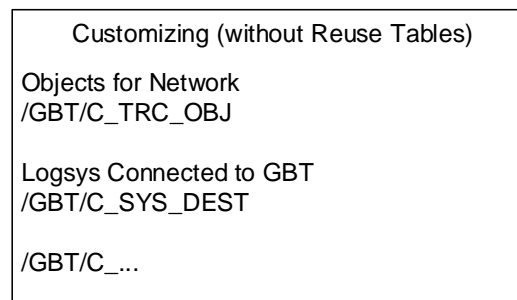 Customizing (without Reuse Tables)
Objects for Network
/GBT/C_TRC_OBJ
Logsys Connected to GBT
/GBT/C_SYS_DEST
/GBT/C_...